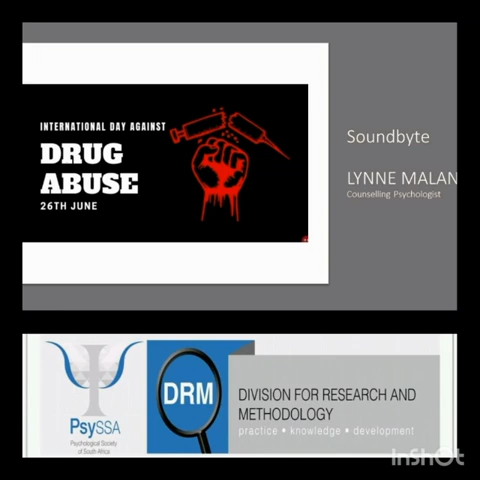 INTERNATIONAL DAY AGAINST
DRUG
ABUSE
26TH JUNE
Soundbyte
LYNNE MALAN
Counselling Psychologist
PsySSA
Psychological Society
of South Africa
DRM
DIVISION FOR RESEARCH AND
METHODOLOGY
practice • knowledge • development
InShOt